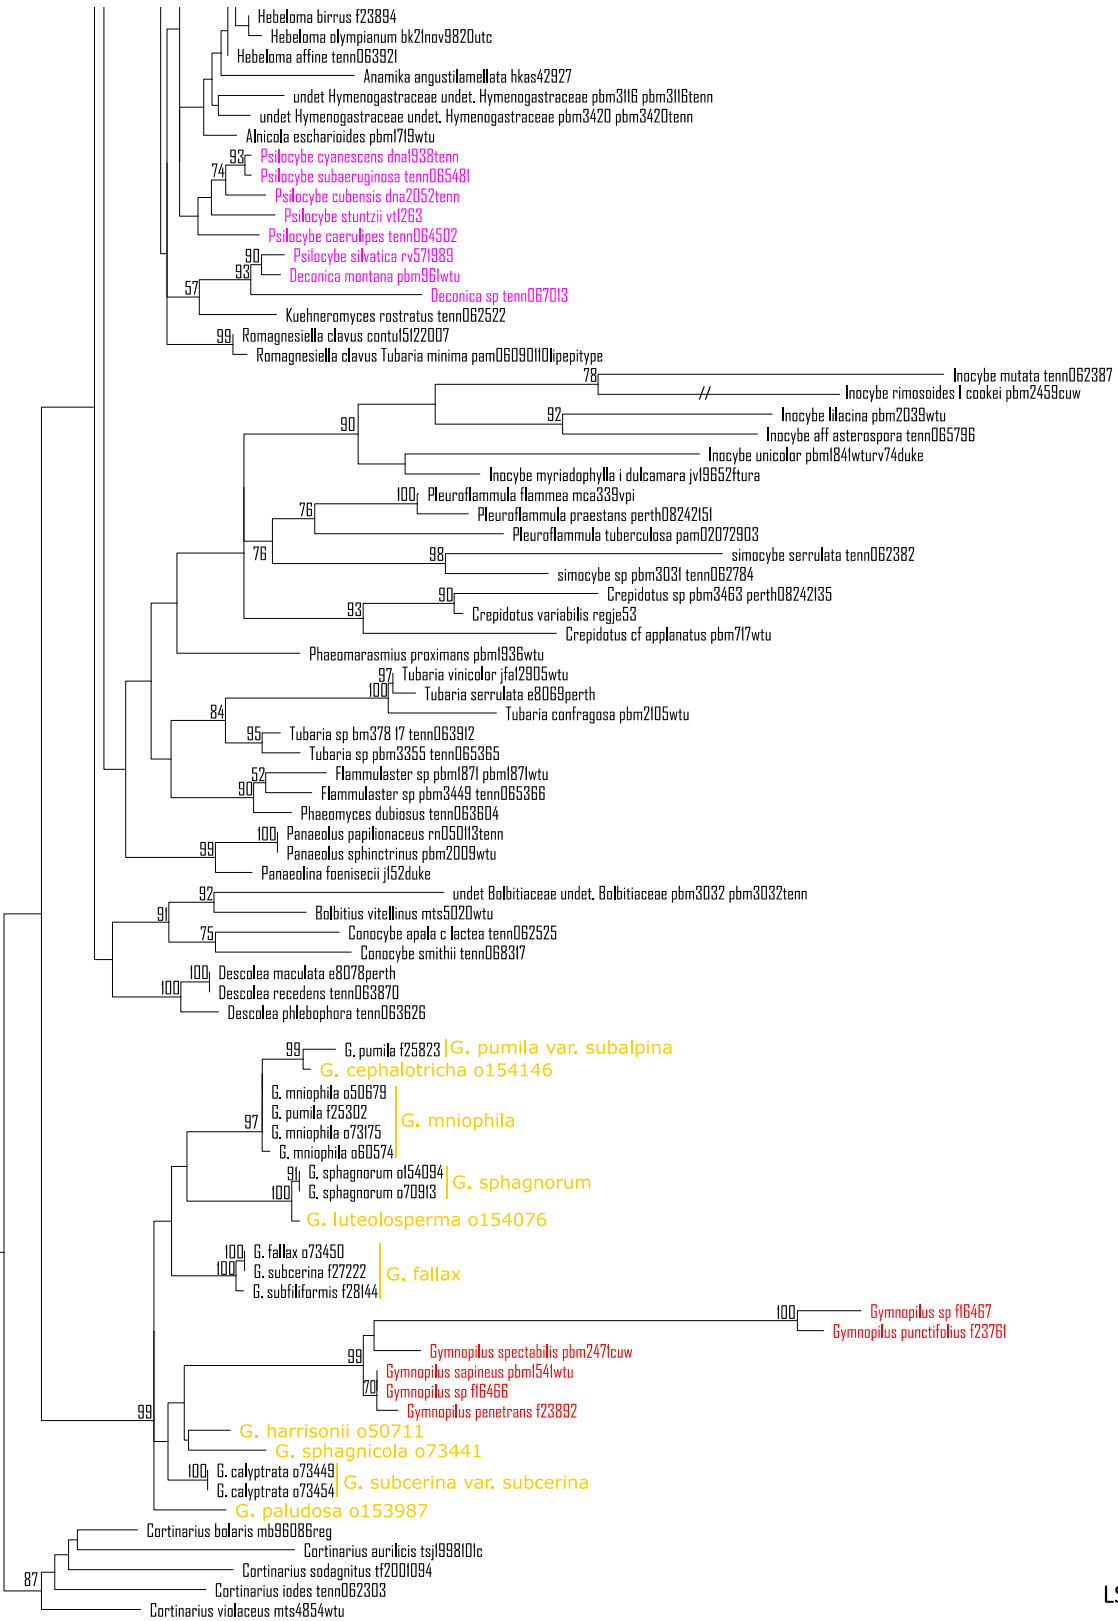 Hebeloma birrus f23894
Hebeloma olympianum bk21nov9820utc
Hebeloma affine tenn063921
Anamika angustilamellata hkas42927
undet Hymenogastraceae undet. Hymenogastraceae pbm3116 pbm3116tenn
undet Hymenogastraceae undet. Hymenogastraceae pbm3420 pbm3420tenn
Alnicola escharioides pbm1719wtu
93 Psilocybe cyanescens dna1938tenn
74 Psilocybe subaeruginosa tenn065481
Psilocybe cubensis dna2052tenn
Psilocybe stuntzii vt1263
Psilocybe caerulipes tenn064502
90 Psilocybe silvatica rv571989
93 Deconica montana pbm961wtu
57 Deconica sp tenn067013
Kuehneromyces rostratus tenn062522
99 Romagnesiella clavus contu15122007
Romagnesiella clavus Tubaria minima pam06090110lipepitype
78 Inocybe mutata tenn062387
// Inocybe rimosoides I cookei pbm2459cuw
92 Inocybe lilacina pbm2039wtu
90 Inocybe aff asterospora tenn065796
Inocybe unicolor pbm1841wturv74duke
Inocybe myriadophylla i dulcamara jv19652ftura
100 Pleuroflammula flammea mca339vpi
76 Pleuroflammula praestans perth08242151
Pleuroflammula tuberculosa pam02072903
76 98 simocybe serrulata tenn062382
simocybe sp pbm3031 tenn062784
90 Crepidotus sp pbm3463 perth08242135
93 Crepidotus variabilis regje53
Crepidotus cf applanatus pbm717wtu
Phaeomarasmius proximans pbm1936wtu
97 Tubaria vinicolor jfa12905wtu
100 Tubaria serrulata e8069perth
84 Tubaria confragosa pbm2105wtu
95 Tubaria sp bm378 17 tenn063912
Tubaria sp pbm3355 tenn065365
52 Flammulaster sp pbm1871 pbm1871wtu
90 Flammulaster sp pbm3449 tenn065366
Phaeomyces dubiosus tenn063604
100 Panaeolus papilionaceus rn050113tenn
99 Panaeolus sphinctrinus pbm2009wtu
Panaeolina foenisecii j152duke
92 undet Bolbitiaceae undet. Bolbitiaceae pbm3032 pbm3032tenn
91 Bolbitius vitellinus mts5020wtu
75 Conocybe apala c lactea tenn062525
Conocybe smithii tenn068317
100 Descolea maculata e8078perth
100 Descolea recedens tenn063870
Descolea phlebophora tenn063626
99 G. pumila f25823 G. pumila var. subalpina
G. cephalotricha o154146
G. mniophila o50679
G. pumila f25302
97 G. mniophila
G. mniophila o73175
G. mniophila o60574
91 G. sphagnorum o154094
G. sphagnorum
100 G. sphagnorum o70913
G. luteolosperma o154076
100 G. fallax o73450
100 G. subcerina f27222 G. fallax
G. subfiliformis f28144
100 Gymnopilus sp f16467
Gymnopilus punctifolius f23761
99 Gymnopilus spectabilis pbm2471cuw
Gymnopilus sapineus pbm1541wtu
70 Gymnopilus sp f16466
99 Gymnopilus penetrans f23892
G. harrisonii o50711
G. sphagnicola o73441
100 G. calyptrata o73449
G. subcerina var. subcerina
G. calyptrata o73454
G. paludosa o153987
Cortinarius bolaris mb96086reg
Cortinarius aurilicis tsj1998101c
Cortinarius sodagnitus tf2001094
87 Cortinarius iodes tenn062303
Cortinarius violaceus mts4854wtu
LS